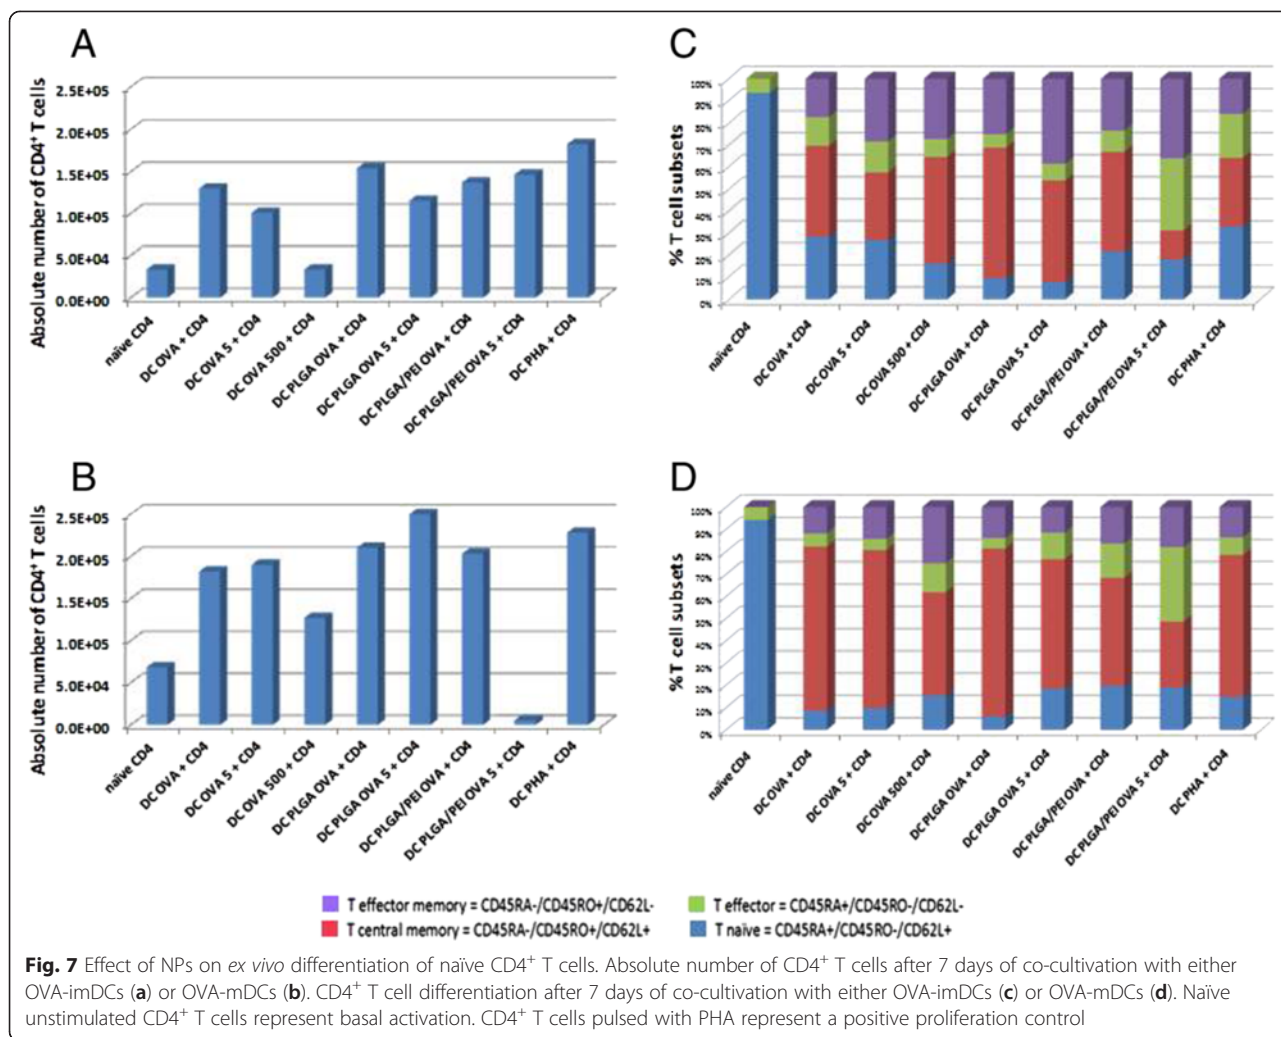 A
Absolute number of CD4⁺ T cells
2.5E+05
2.0E+05
1.5E+05
1.0E+05
5.0E+04
0.0E+00
naïve CD4
DC OVA + CD4
DC OVA 5 + CD4
DC OVA 500 + CD4
DC PLGA OVA + CD4
DC PLGA OVA 5 + CD4
DC PLGA/PEI OVA + CD4
DC PLGA/PEI OVA 5 + CD4
DC PHA + CD4
C
% T cell subsets
100%
90%
80%
70%
60%
50%
40%
30%
20%
10%
0%
naïve CD4
DC OVA + CD4
DC OVA 5 + CD4
DC OVA 500 + CD4
DC PLGA OVA + CD4
DC PLGA OVA 5 + CD4
DC PLGA/PEI OVA + CD4
DC PLGA/PEI OVA 5 + CD4
DC PHA + CD4
B
Absolute number of CD4⁺ T cells
2.5E+05
2.0E+05
1.5E+05
1.0E+05
5.0E+04
0.0E+00
naïve CD4
DC OVA + CD4
DC OVA 5 + CD4
DC OVA 500 + CD4
DC PLGA OVA + CD4
DC PLGA OVA 5 + CD4
DC PLGA/PEI OVA + CD4
DC PLGA/PEI OVA 5 + CD4
DC PHA + CD4
D
% T cell subsets
100%
90%
80%
70%
60%
50%
40%
30%
20%
10%
0%
naïve CD4
DC OVA + CD4
DC OVA 5 + CD4
DC OVA 500 + CD4
DC PLGA OVA + CD4
DC PLGA OVA 5 + CD4
DC PLGA/PEI OVA + CD4
DC PLGA/PEI OVA 5 + CD4
DC PHA + CD4
T effector memory = CD45RA-/CD45RO+/CD62L-
T effector = CD45RA+/CD45RO-/CD62L-
T central memory = CD45RA-/CD45RO+/CD62L+
T naïve = CD45RA+/CD45RO-/CD62L+
Fig. 7 Effect of NPs on ex vivo differentiation of naïve CD4⁺ T cells. Absolute number of CD4⁺ T cells after 7 days of co-cultivation with either
OVA-imDCs (a) or OVA-mDCs (b). CD4⁺ T cell differentiation after 7 days of co-cultivation with either OVA-imDCs (c) or OVA-mDCs (d). Naïve
unstimulated CD4⁺ T cells represent basal activation. CD4⁺ T cells pulsed with PHA represent a positive proliferation control